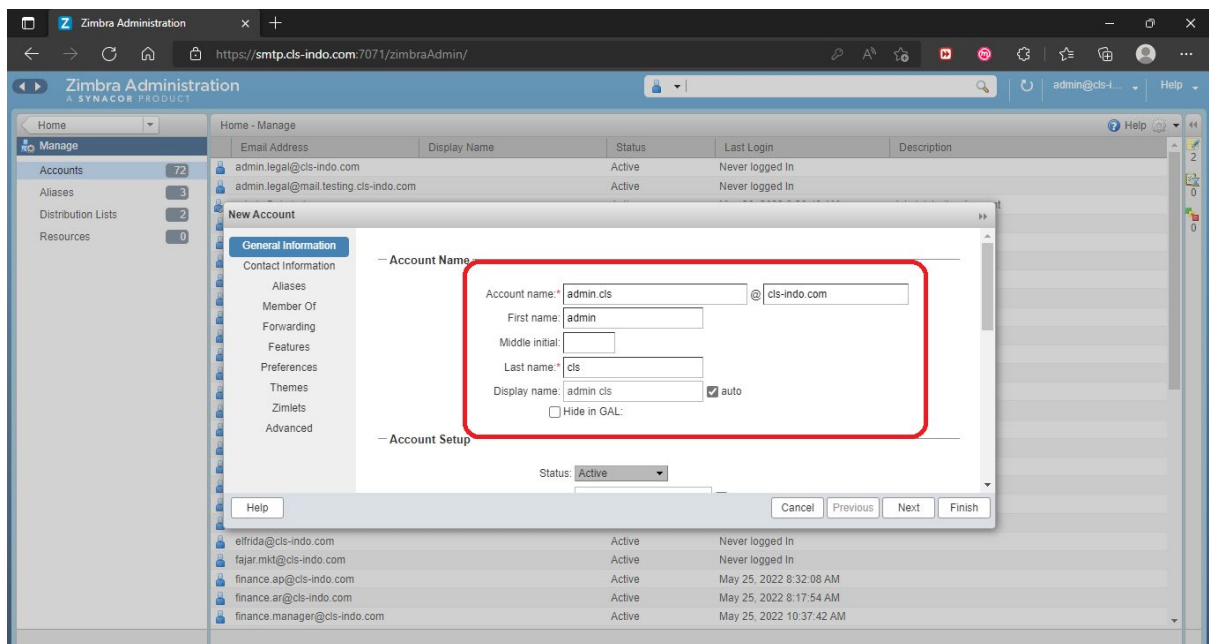 Zimbra Administration
https://smtp.cls-indo.com:7071/zimbraAdmin/
Zimbra Administration
A SYNACOR PRODUCT
admin@cls-i...
Help
Home
Home - Manage
Help
Manage
Email Address Display Name Status Last Login Description
Accounts 72
Aliases 3
Distribution Lists 2
Resources 0
admin.legal@cls-indo.com Active Never logged In
admin.legal@mail.testing.cls-indo.com Active Never logged In
2
0
0
New Account
General Information
Contact Information
Aliases
Member Of
Forwarding
Features
Preferences
Themes
Zimlets
Advanced
Account Name
Account name:* admin.cls @ cls-indo.com
First name: admin
Middle initial:
Last name:* cls
Display name: admin cls auto
Hide in GAL:
Account Setup
Status: Active
Help Cancel Previous Next Finish
elfrida@cls-indo.com Active Never logged In
fajar.mkt@cls-indo.com Active Never logged In
finance.ap@cls-indo.com Active May 25, 2022 8:32:08 AM
finance.ar@cls-indo.com Active May 25, 2022 8:17:54 AM
finance.manager@cls-indo.com Active May 25, 2022 10:37:42 AM